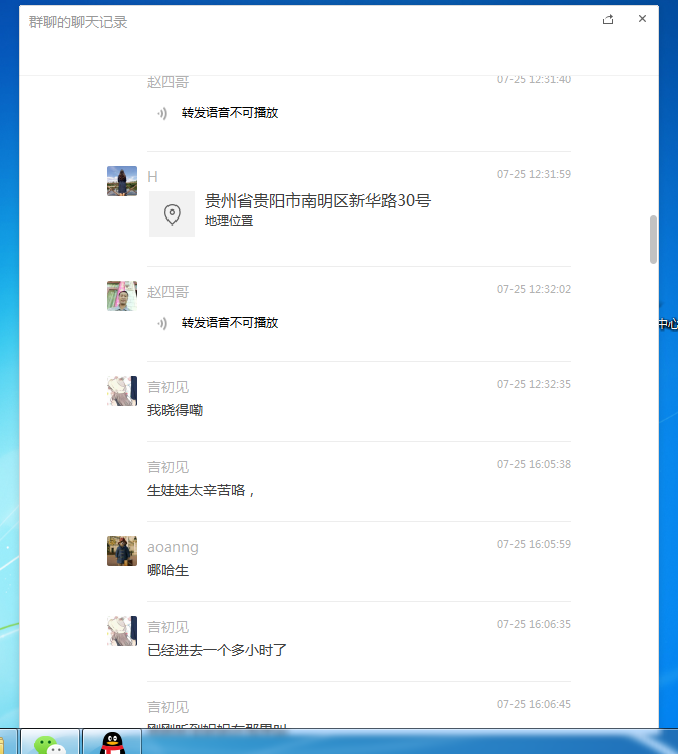 群聊的聊天记录
赵四哥
07-25 12:31:40
转发语音不可播放
H
07-25 12:31:59
贵州省贵阳市南明区新华路30号
地理位置
赵四哥
07-25 12:32:02
转发语音不可播放
中心
言初见
07-25 12:32:35
我晓得嘞
言初见
07-25 16:05:38
生娃娃太辛苦咯，
aoanng
07-25 16:05:59
哪哈生
言初见
07-25 16:06:35
已经进去一个多小时了
言初见
07-25 16:06:45